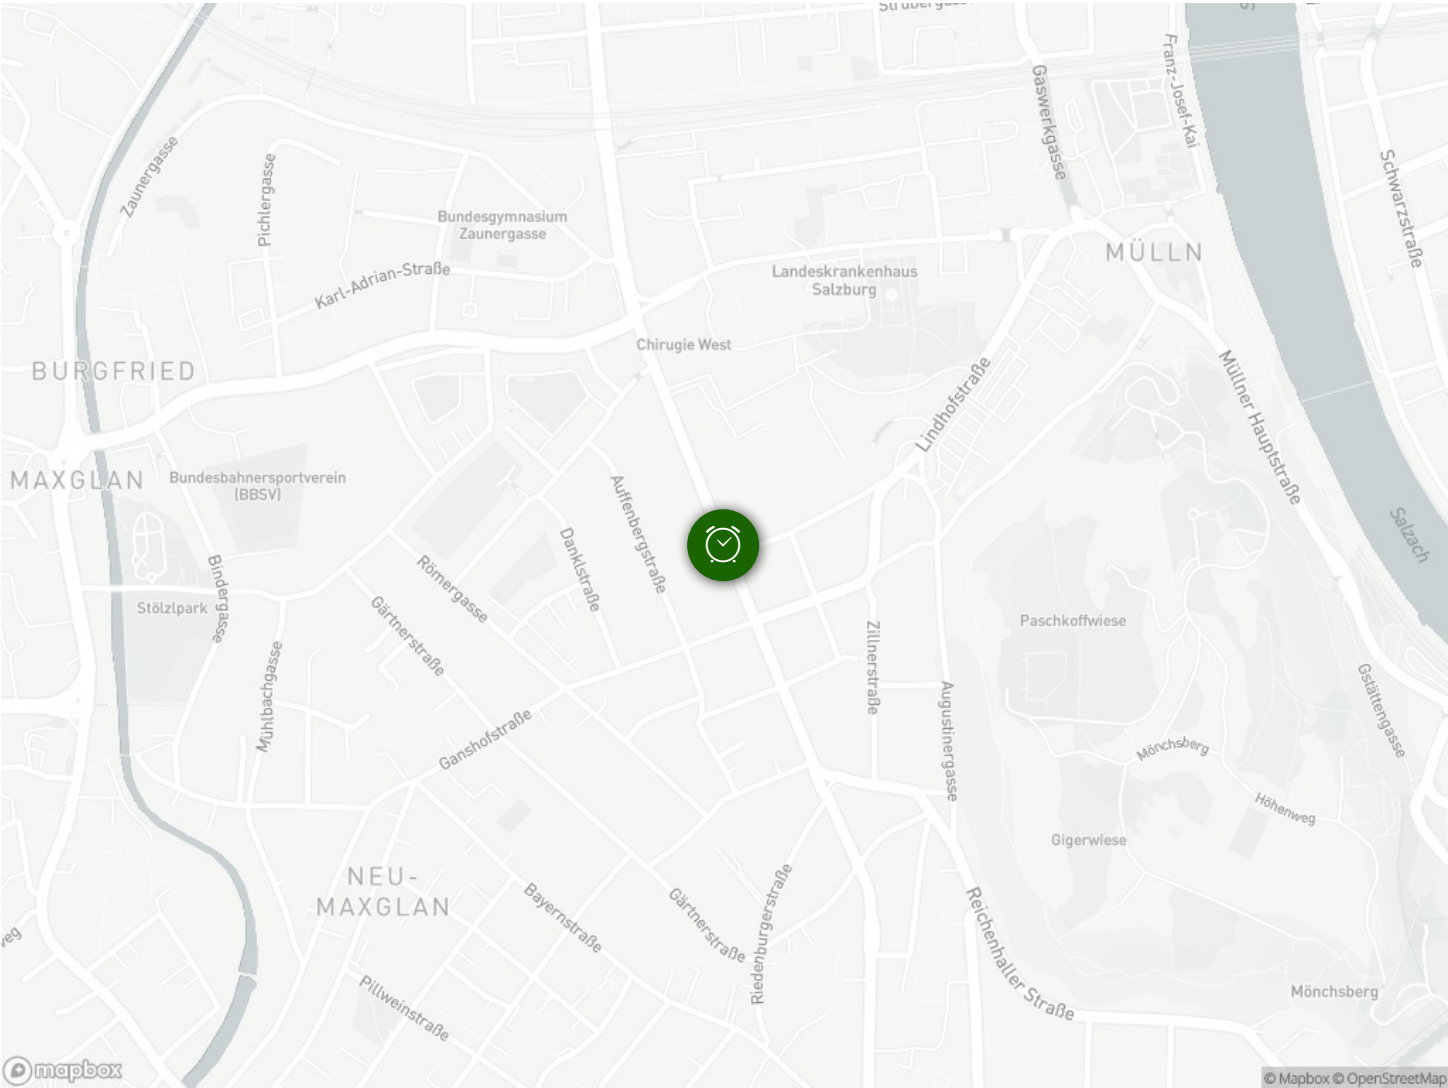 Strubergasse
Gaswerkgasse
Franz-Josef-Kai
Schwarzstraße
Zaunergasse
Pichlergasse
Bundesgymnasium
Zaunergasse
MÜLLN
Karl-Adrian-Straße
Landeskrankenhaus
Salzburg
Chirugie West
BURGFRIED
Lindhofstraße
Müllner Hauptstraße
MAXGLAN
Bundesbahnersportverein
(BBSV)
Auffenbergstraße
Salzach
Danklstraße
Römergasse
Bindergasse
Stölzlpark
Gärtnerstraße
Paschkoffwiese
Zillnerstraße
Mühlbachgasse
Augustinergasse
Gstättengasse
Ganshofstraße
Mönchsberg
Höhenweg
Gigerwiese
NEU-
MAXGLAN
Bayernstraße
Gärtnerstraße
Riedenburgerstraße
Reichenhaller Straße
Pillweinstraße
Mönchsberg
mapbox
© Mapbox © OpenStreetMap